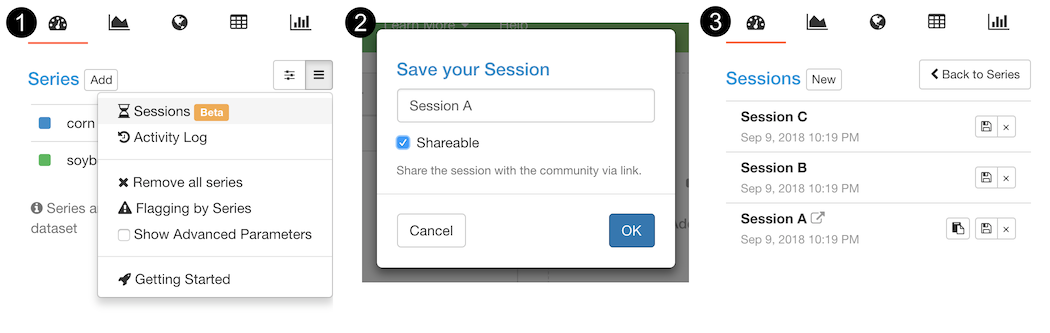 1
Series Add
Sessions Beta
corn
Activity Log
soyb
Remove all series
Series a
Flagging by Series
dataset
Show Advanced Parameters
Getting Started
2
Learn More Help
Save your Session
Session A
Shareable
Share the session with the community via link.
Cancel OK
3
Sessions New
Back to Series
Session C
Sep 9, 2018 10:19 PM
Session B
Sep 9, 2018 10:19 PM
Session A
Sep 9, 2018 10:19 PM